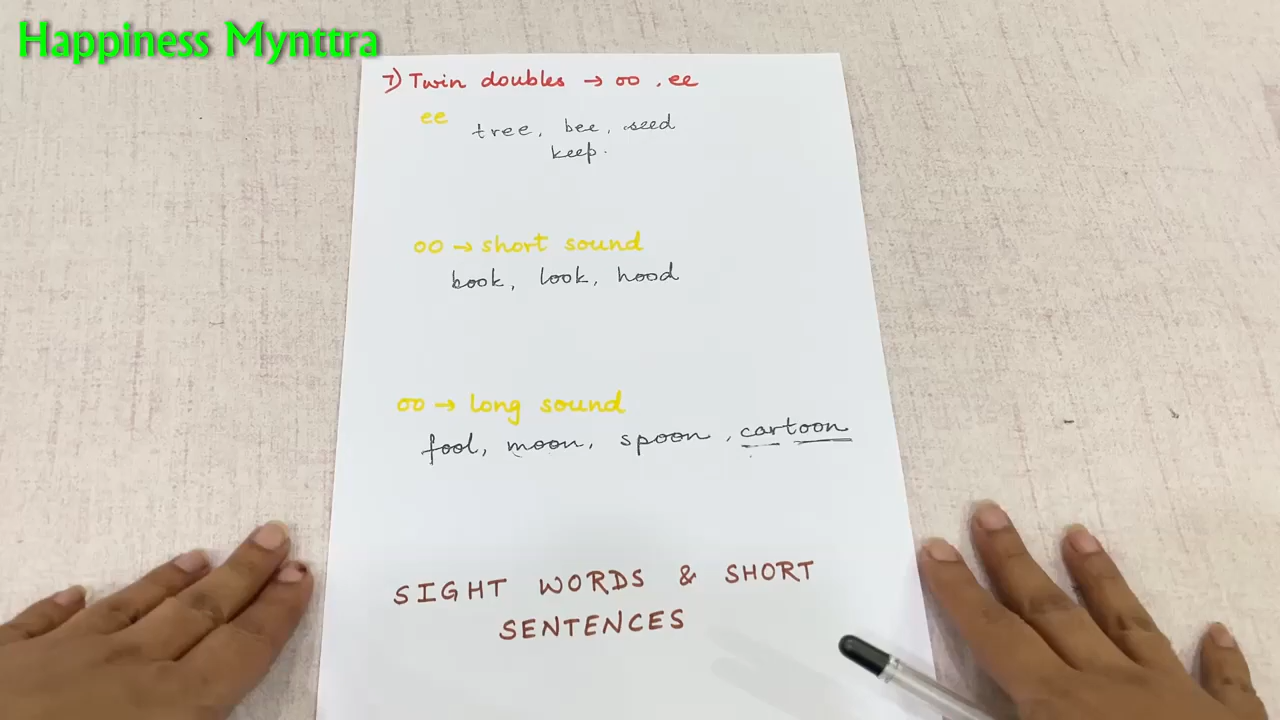 Happiness Mynttra
7) Twin doubles → oo , ee
ee tree, bee, seed
keep.
oo → short sound
book, look, hood
oo → long sound
fool, moon, spoon, cartoon
SIGHT WORDS & SHORT
SENTENCES